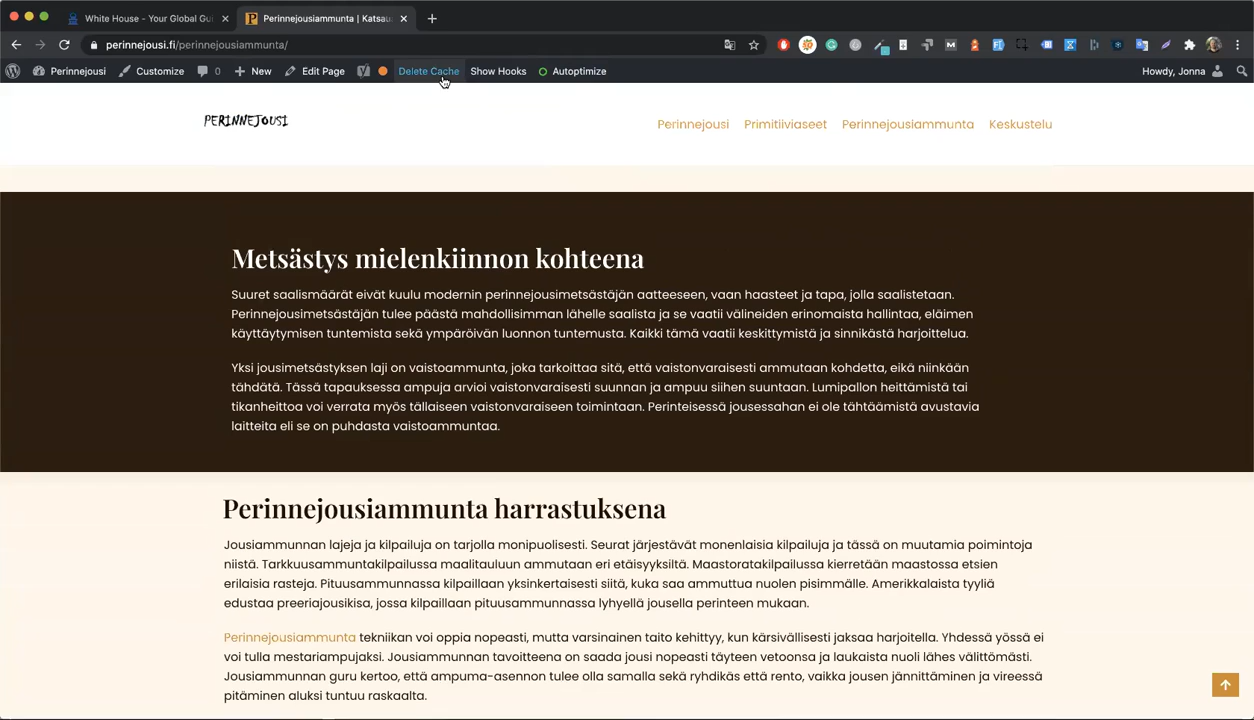 White House - Your Global Gui
Perinnejousiammunta | Katsau
perinnejousi.fi/perinnejousiammunta/
Perinnejousi
Customize
0
New
Edit Page
Delete Cache
Show Hooks
Autoptimize
Howdy, Jonna
PERINNEJOUSI
Perinnejousi
Primitiiviaseet
Perinnejousiammunta
Keskustelu
Metsästys mielenkiinnon kohteena
Suuret saalismäärät eivät kuulu modernin perinnejousimetsästäjän aatteeseen, vaan haasteet ja tapa, jolla saalistetaan.
Perinnejousimetsästäjän tulee päästä mahdollisimman lähelle saalista ja se vaatii välineiden erinomaista hallintaa, eläimen
käyttäytymisen tuntemista sekä ympäröivän luonnon tuntemusta. Kaikki tämä vaatii keskittymistä ja sinnikästä harjoittelua.
Yksi jousimetsästyksen laji on vaistoammunta, joka tarkoittaa sitä, että vaistonvaraisesti ammutaan kohdetta, eikä niinkään
tähdätä. Tässä tapauksessa ampuja arvioi vaistonvaraisesti suunnan ja ampuu siihen suuntaan. Lumipallon heittämistä tai
tikanheittoa voi verrata myös tällaiseen vaistonvaraiseen toimintaan. Perinteisessä jousessahan ei ole tähtäämistä avustavia
laitteita eli se on puhdasta vaistoammuntaa.
Perinnejousiammunta harrastuksena
Jousiammunnan lajeja ja kilpailuja on tarjolla monipuolisesti. Seurat järjestävät monenlaisia kilpailuja ja tässä on muutamia poimintoja
niistä. Tarkkuusammuntakilpailussa maalitauluun ammutaan eri etäisyyksiltä. Maastoratakilpailussa kierretään maastossa etsien
erilaisia rasteja. Pituusammunnassa kilpaillaan yksinkertaisesti siitä, kuka saa ammuttua nuolen pisimmälle. Amerikkalaista tyyliä
edustaa preeriajousikisa, jossa kilpaillaan pituusammunnassa lyhyellä jousella perinteen mukaan.
Perinnejousiammunta tekniikan voi oppia nopeasti, mutta varsinainen taito kehittyy, kun kärsivällisesti jaksaa harjoitella. Yhdessä yössä ei
voi tulla mestariampujaksi. Jousiammunnan tavoitteena on saada jousi nopeasti täyteen vetoonsa ja laukaista nuoli lähes välittömästi.
Jousiammunnan guru kertoo, että ampuma-asennon tulee olla samalla sekä ryhdikäs että rento, vaikka jousen jännittäminen ja vireessä
pitäminen aluksi tuntuu raskaalta.